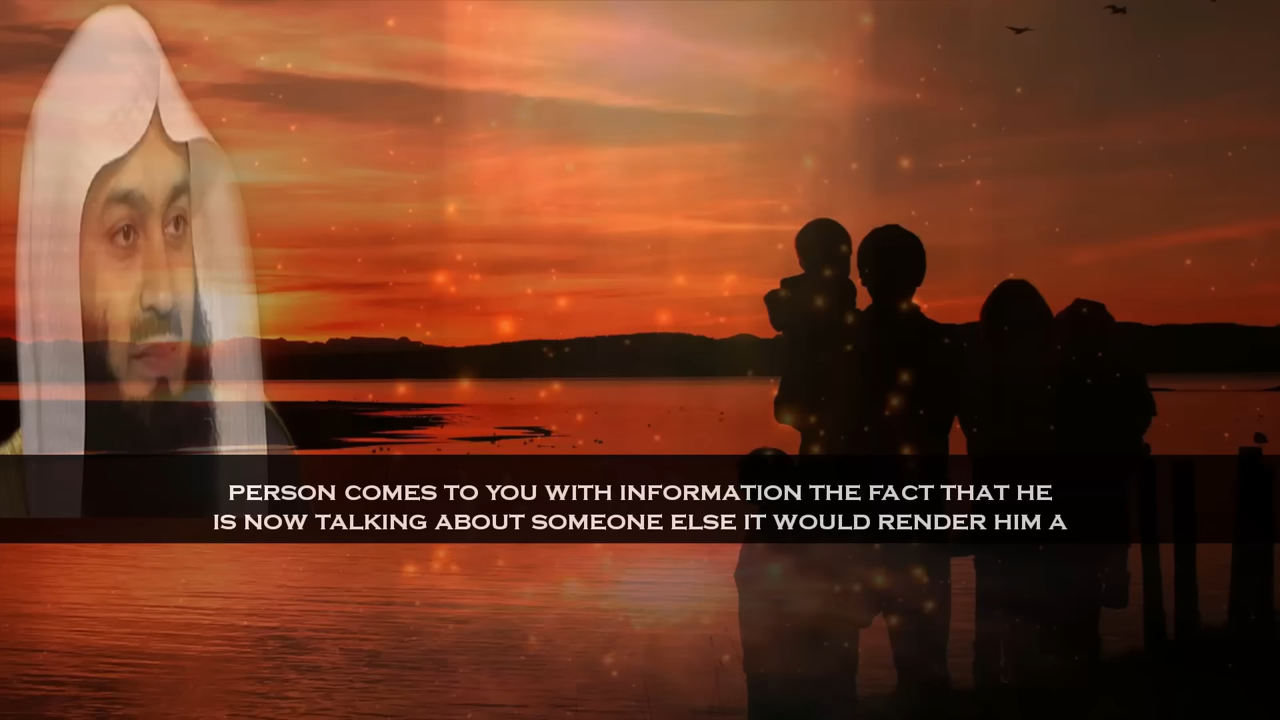 PERSON COMES TO YOU WITH INFORMATION THE FACT THAT HE
IS NOW TALKING ABOUT SOMEONE ELSE IT WOULD RENDER HIM A